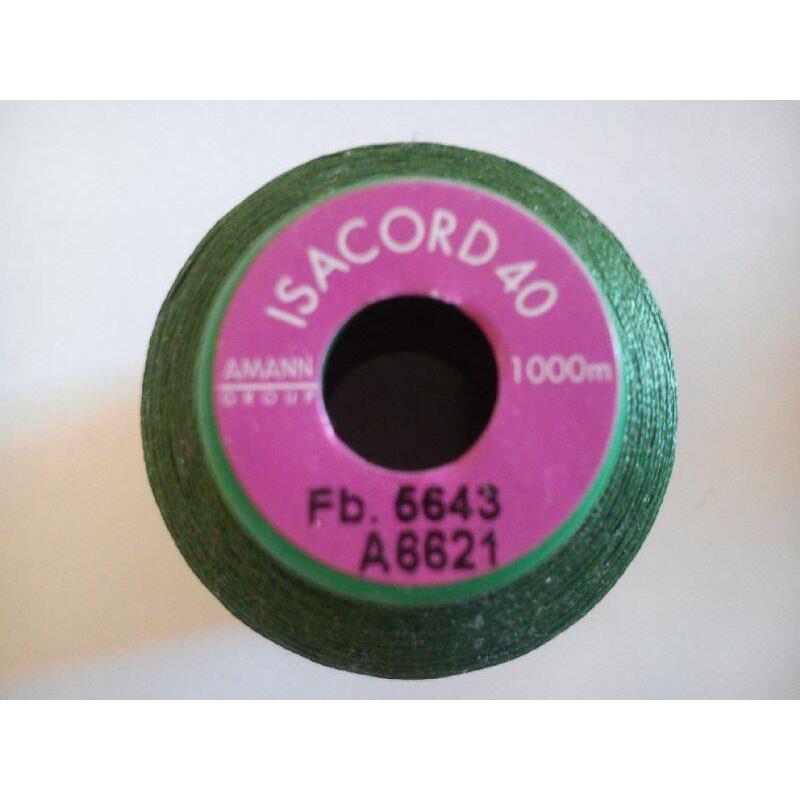 ISACORD 40
AMANN
GROUP
1000m
Fb. 5643
A6621